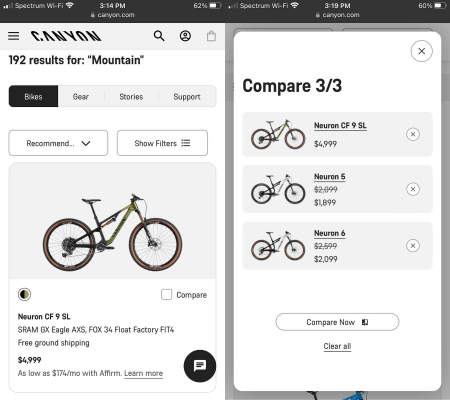 Spectrum Wi-Fi 3:14 PM 62%
canyon.com
CANYON
192 results for: “Mountain”
Bikes Gear Stories Support
Recommend... Show Filters
Compare
Neuron CF 9 SL
SRAM GX Eagle AXS, FOX 34 Float Factory FIT4
Free ground shipping
$4,999
As low as $174/mo with Affirm. Learn more
Spectrum Wi-Fi 3:19 PM 60%
canyon.com
Compare 3/3
Neuron CF 9 SL
$4,999
Neuron 5
$2,099
$1,899
Neuron 6
$2,599
$2,099
Compare Now
Clear all